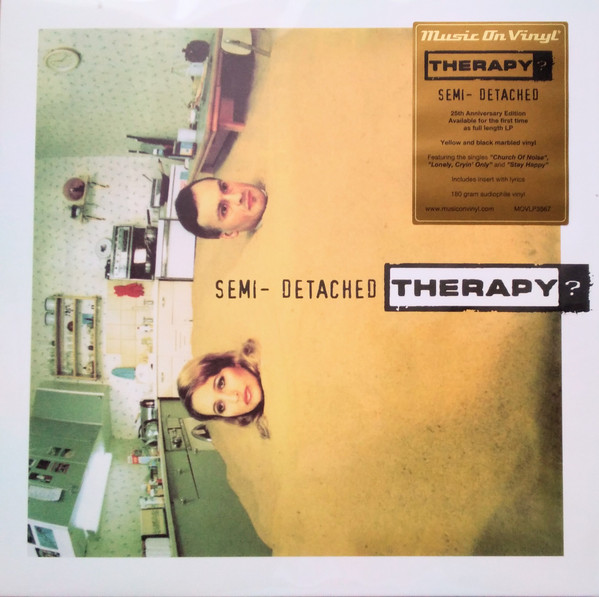 Music On Vinyl
THERAPY?
SEMI- DETACHED
25th Anniversary Edition
Available for the first time
as full length LP
Yellow and black marbled vinyl
Featuring the singles "Church Of Noise",
"Lonely, Cryin' Only" and "Stay Happy"
Includes insert with lyrics
180 gram audiophile vinyl
www.musiconvinyl.com MOVLP3367
SEMI- DETACHED THERAPY?